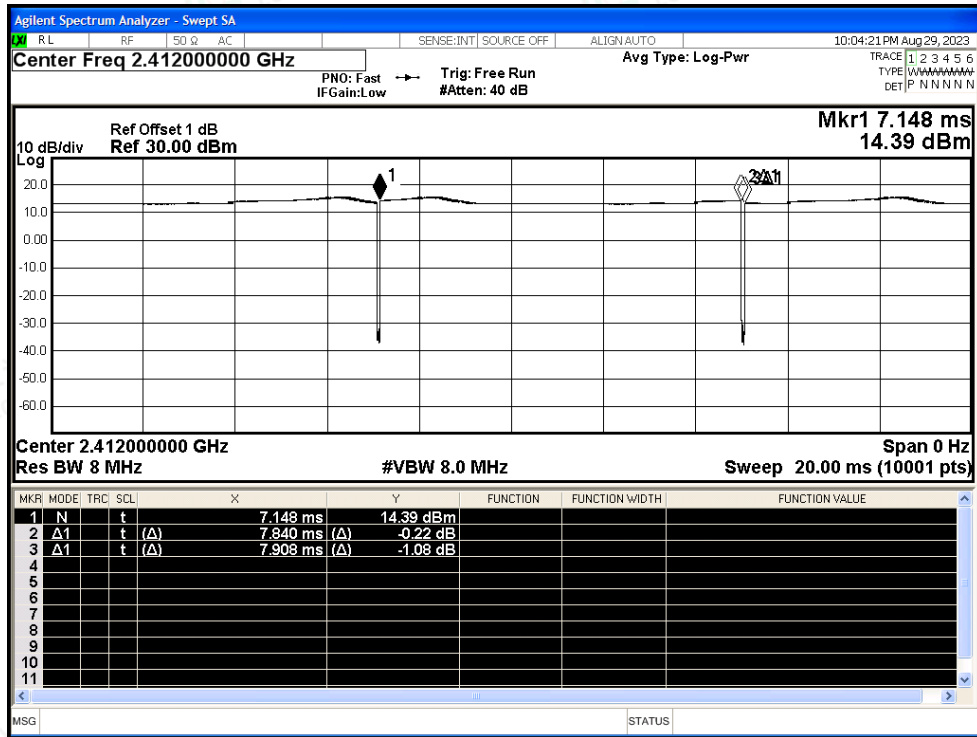 Agilent Spectrum Analyzer - Swept SA
LXI RL RF 50 Ω AC SENSE:INT SOURCE OFF ALIGN AUTO 10:04:21 PM Aug 29, 2023
Center Freq 2.412000000 GHz Avg Type: Log-Pwr TRACE 1 2 3 4 5 6
PNO: Fast Trig: Free Run TYPE WWWWWW
IFGain:Low #Atten: 40 dB DET P N N N N N
Mkr1 7.148 ms
Ref Offset 1 dB
10 dB/div Ref 30.00 dBm 14.39 dBm
Log
1
20.0
10.0
0.00
-10.0
-20.0
-30.0
-40.0
-50.0
-60.0
Center 2.412000000 GHz Span 0 Hz
Res BW 8 MHz #VBW 8.0 MHz Sweep 20.00 ms (10001 pts)
MKR MODE TRC SCL X Y FUNCTION FUNCTION WIDTH FUNCTION VALUE
1 N t 7.148 ms 14.39 dBm
2 Δ1 t (Δ) 7.840 ms (Δ) -0.22 dB
3 Δ1 t (Δ) 7.908 ms (Δ) -1.08 dB
4
5
6
7
8
9
10
11
MSG STATUS